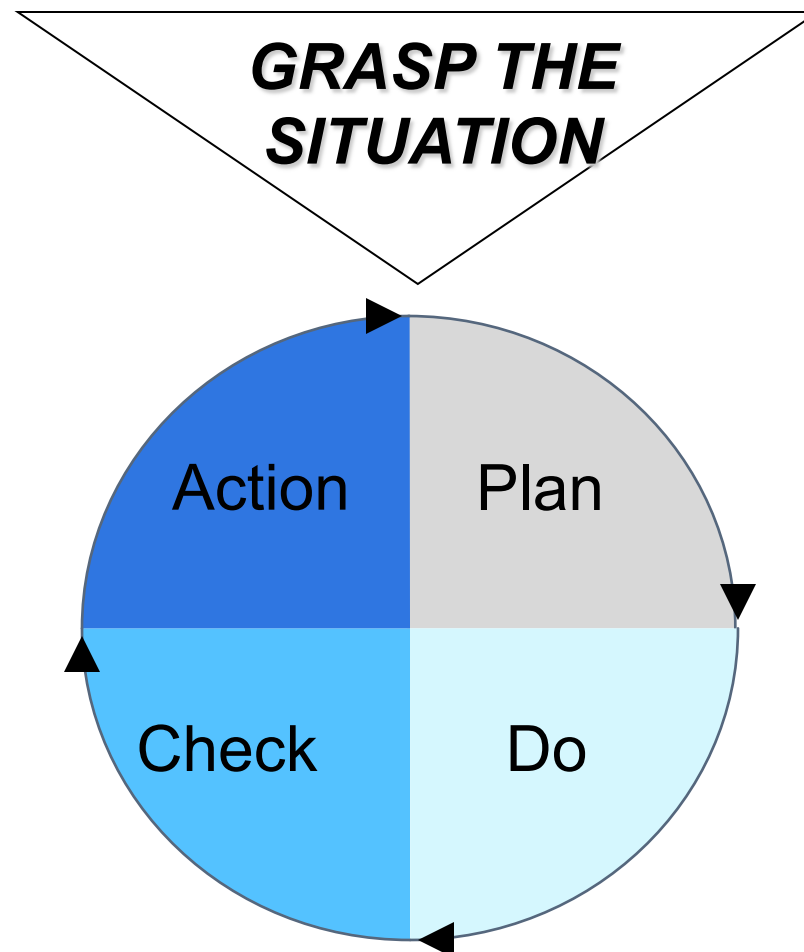 GRASP THE
SITUATION
Action
Plan
Check
Do